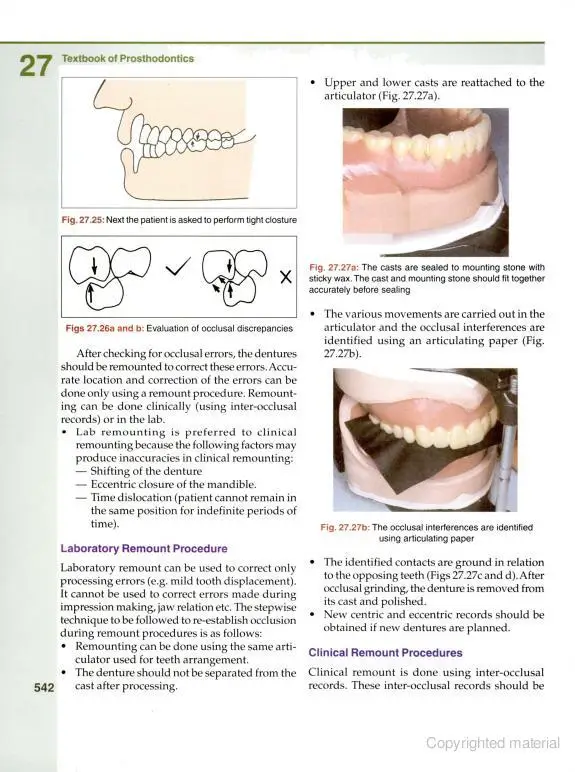 27
Textbook of Prosthodontics
Fig. 27.25: Next the patient is asked to perform tight closture
Figs 27.26a and b: Evaluation of occlusal discrepancies
After checking for occlusal errors, the dentures
should be remounted to correct these errors. Accu-
rate location and correction of the errors can be
done only using a remount procedure. Remount-
ing can be done clinically (using inter-occlusal
records) or in the lab.
• Lab remounting is preferred to clinical
remounting because the following factors may
produce inaccuracies in clinical remounting:
— Shifting of the denture
— Eccentric closure of the mandible.
— Time dislocation (patient cannot remain in
the same position for indefinite periods of
time).
Laboratory Remount Procedure
Laboratory remount can be used to correct only
processing errors (e.g. mild tooth displacement).
It cannot be used to correct errors made during
impression making, jaw relation etc. The stepwise
technique to be followed to re-establish occlusion
during remount procedures is as follows:
• Remounting can be done using the same arti-
culator used for teeth arrangement.
• The denture should not be separated from the
cast after processing.
542
• Upper and lower casts are reattached to the
articulator (Fig. 27.27a).
Fig. 27.27a: The casts are sealed to mounting stone with
sticky wax. The cast and mounting stone should fit together
accurately before sealing
• The various movements are carried out in the
articulator and the occlusal interferences are
identified using an articulating paper (Fig.
27.27b).
Fig. 27.27b: The occlusal interferences are identified
using articulating paper
• The identified contacts are ground in relation
to the opposing teeth (Figs 27.27c and d). After
occlusal grinding, the denture is removed from
its cast and polished.
• New centric and eccentric records should be
obtained if new dentures are planned.
Clinical Remount Procedures
Clinical remount is done using inter-occlusal
records. These inter-occlusal records should be
Copyrighted material